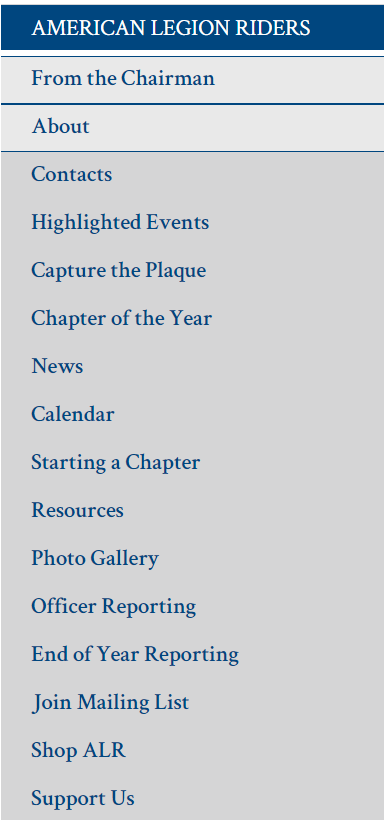 AMERICAN LEGION RIDERS
From the Chairman
About
Contacts
Highlighted Events
Capture the Plaque
Chapter of the Year
News
Calendar
Starting a Chapter
Resources
Photo Gallery
Officer Reporting
End of Year Reporting
Join Mailing List
Shop ALR
Support Us